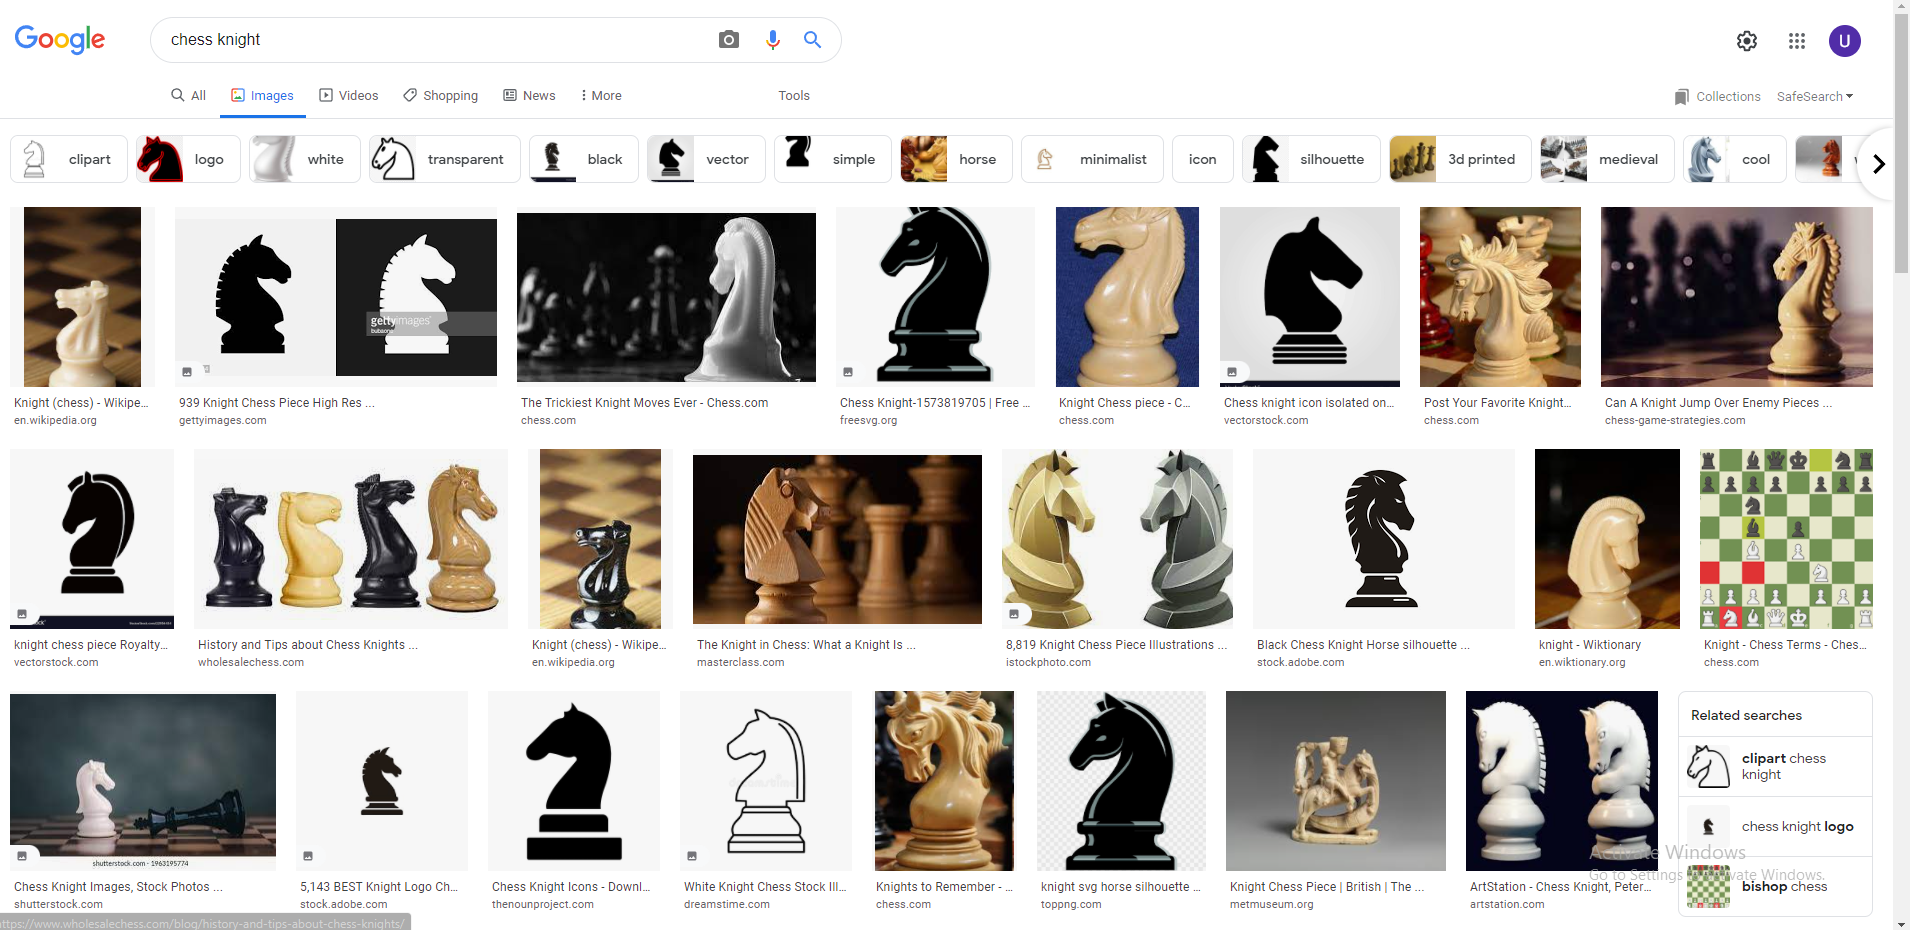 Google
chess knight
All
Images
Videos
Shopping
News
More
Tools
Collections
SafeSearch
clipart
logo
white
transparent
black
vector
simple
horse
minimalist
icon
silhouette
3d printed
medieval
cool
gettyimages
bubaone
Knight (chess) - Wikipe...
en.wikipedia.org
939 Knight Chess Piece High Res ...
gettyimages.com
The Trickiest Knight Moves Ever - Chess.com
chess.com
Chess Knight-1573819705 | Free ...
freesvg.org
Knight Chess piece - C...
chess.com
Chess knight icon isolated on...
vectorstock.com
Post Your Favorite Knight...
chess.com
Can A Knight Jump Over Enemy Pieces ...
chess-game-strategies.com
knight chess piece Royalty...
vectorstock.com
History and Tips about Chess Knights ...
wholesalechess.com
Knight (chess) - Wikipe...
en.wikipedia.org
The Knight in Chess: What a Knight Is ...
masterclass.com
8,819 Knight Chess Piece Illustrations ...
istockphoto.com
Black Chess Knight Horse silhouette ...
stock.adobe.com
knight - Wiktionary
en.wiktionary.org
Knight - Chess Terms - Ches...
chess.com
shutterstock.com · 1963195774
Chess Knight Images, Stock Photos ...
shutterstock.com
5,143 BEST Knight Logo Ch...
stock.adobe.com
Chess Knight Icons - Downl...
thenounproject.com
White Knight Chess Stock Ill...
dreamstime.com
Knights to Remember - ...
chess.com
knight svg horse silhouette ...
toppng.com
Knight Chess Piece | British | The ...
metmuseum.org
ArtStation - Chess Knight, Peter...
artstation.com
Related searches
clipart chess
knight
chess knight logo
bishop chess
Activate Windows
Go to Settings to Activate Windows.
https://www.wholesalechess.com/blog/history-and-tips-about-chess-knights/
U